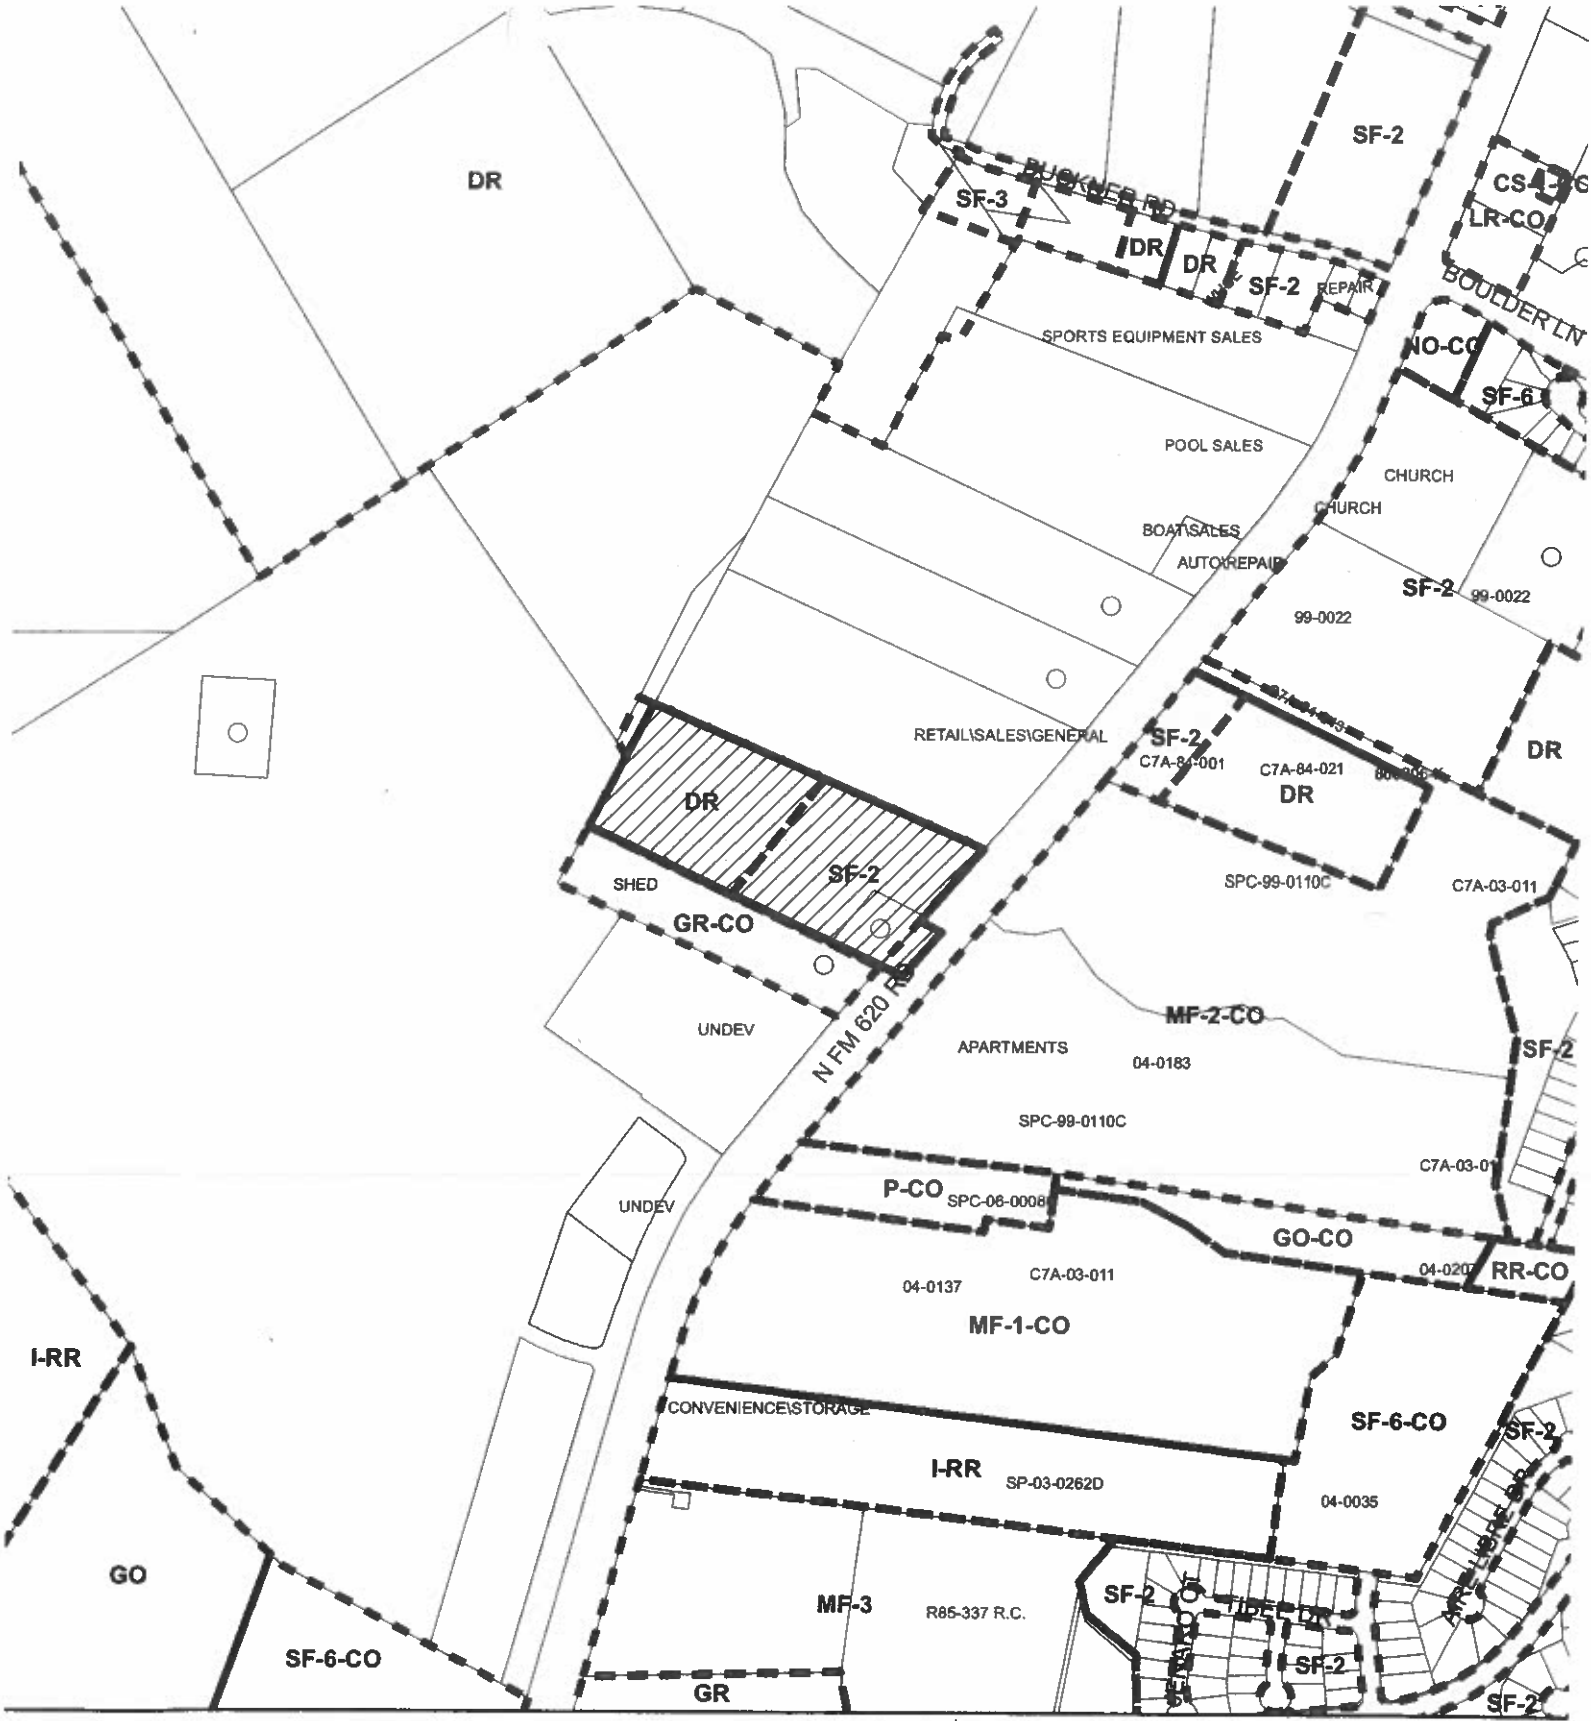 SF-2
DR
BUCKNER RD
CS-1-CO
SF-3
LR-CO
DR
DR
SF-2
REPAIR
BOULDER LN
SPORTS EQUIPMENT SALES
NO-CO
SF-6
POOL SALES
CHURCH
CHURCH
BOAT\SALES
AUTO\REPAIR
SF-2
99-0022
99-0022
RETAIL\SALES\GENERAL
SF-2
C7A-84-001
C7A-84-021
DR
DR
DR
SF-2
SHED
SPC-99-0110C
C7A-03-011
GR-CO
N FM 620 RD
UNDEV
MF-2-CO
APARTMENTS
04-0183
SF-2
SPC-99-0110C
C7A-03-01
P-CO
SPC-06-0008
UNDEV
GO-CO
04-020
RR-CO
04-0137
C7A-03-011
MF-1-CO
I-RR
CONVENIENCE\STORAGE
SF-6-CO
SF-2
I-RR
SP-03-0262D
04-0035
AIRE LIBRE DR
GO
MF-3
R85-337 R.C.
SF-2
SF-6-CO
SF-2
GR
SF-2